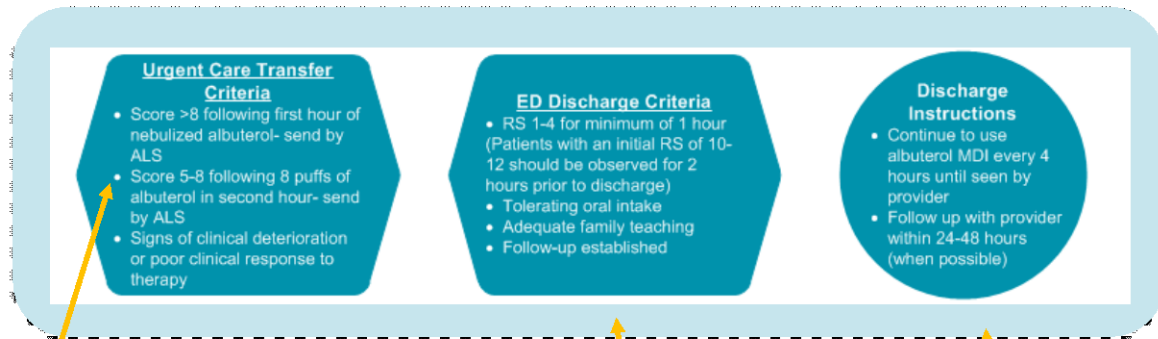 Urgent Care Transfer
Criteria
• Score >8 following first hour of
nebulized albuterol- send by
ALS
• Score 5-8 following 8 puffs of
albuterol in second hour- send
by ALS
• Signs of clinical deterioration
or poor clinical response to
therapy
ED Discharge Criteria
• RS 1-4 for minimum of 1 hour
(Patients with an initial RS of 10-
12 should be observed for 2
hours prior to discharge)
• Tolerating oral intake
• Adequate family teaching
• Follow-up established
Discharge
Instructions
• Continue to use
albuterol MDI every 4
hours until seen by
provider
• Follow up with provider
within 24-48 hours
(when possible)